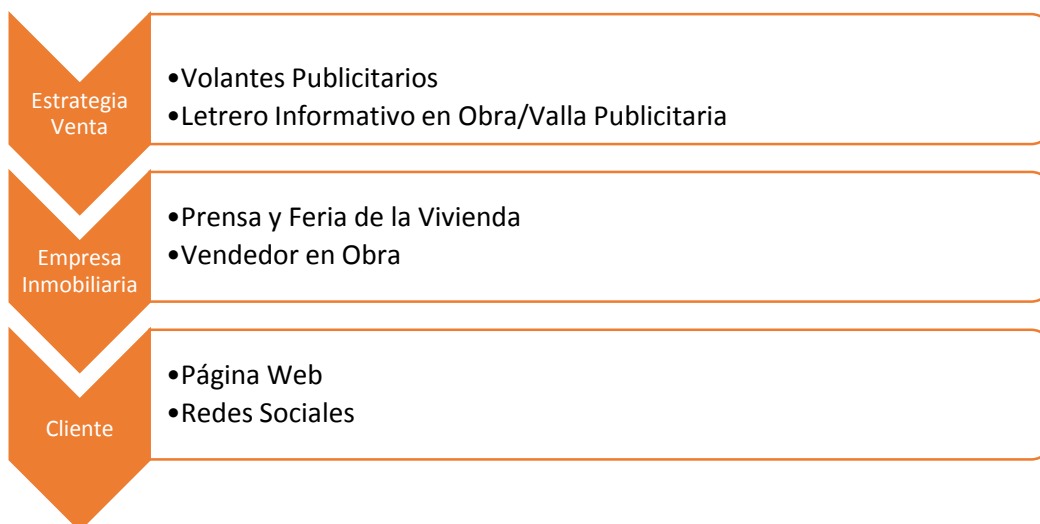 Estrategia
Venta
•Volantes Publicitarios
•Letrero Informativo en Obra/Valla Publicitaria
Empresa
Inmobiliaria
•Prensa y Feria de la Vivienda
•Vendedor en Obra
Cliente
•Página Web
•Redes Sociales